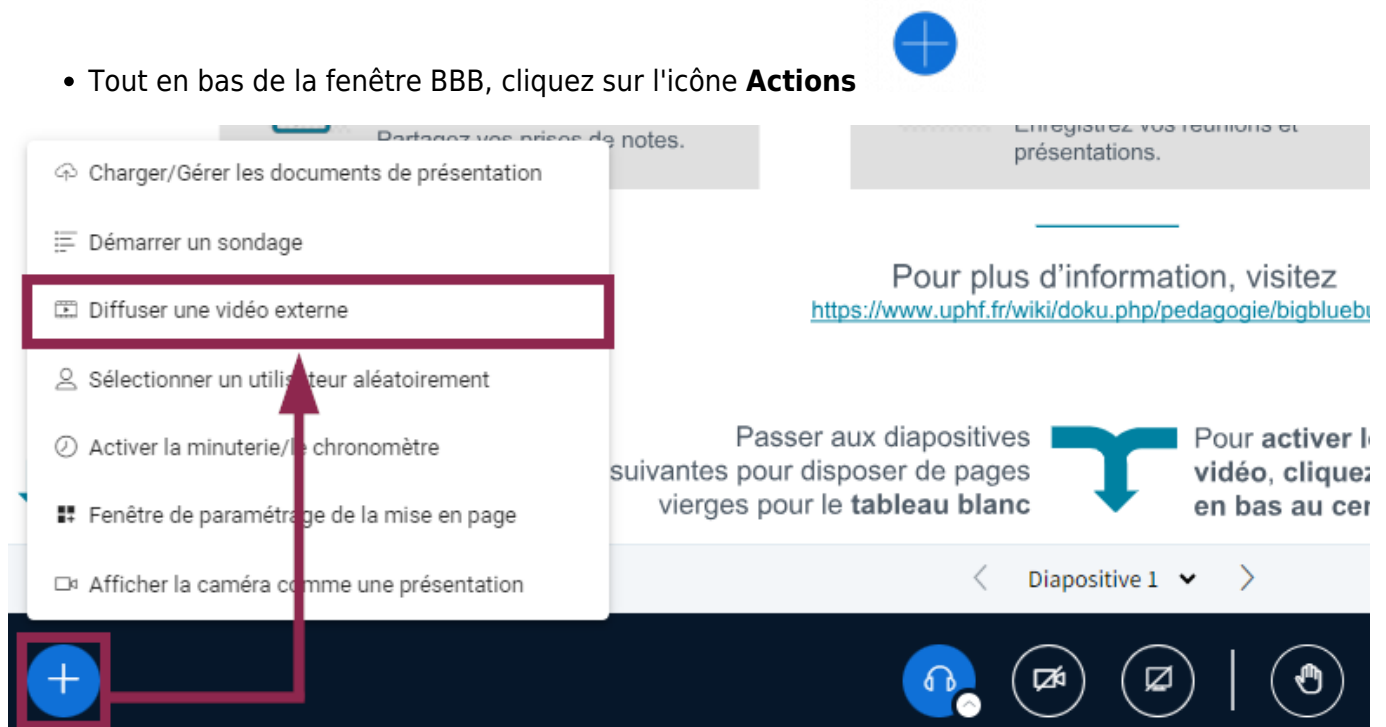 • Tout en bas de la fenêtre BBB, cliquez sur l'icône Actions
Partagez vos prises de notes.
Enregistrez vos réunions et
présentations.
Charger/Gérer les documents de présentation
Démarrer un sondage
Diffuser une vidéo externe
Sélectionner un utilisateur aléatoirement
Activer la minuterie/le chronomètre
Fenêtre de paramétrage de la mise en page
Afficher la caméra comme une présentation
Pour plus d’information, visitez
https://www.uphf.fr/wiki/doku.php/pedagogie/bigbluebu
Passer aux diapositives
suivantes pour disposer de pages
vierges pour le tableau blanc
Pour activer l
vidéo, cliquez
en bas au cer
Diapositive 1